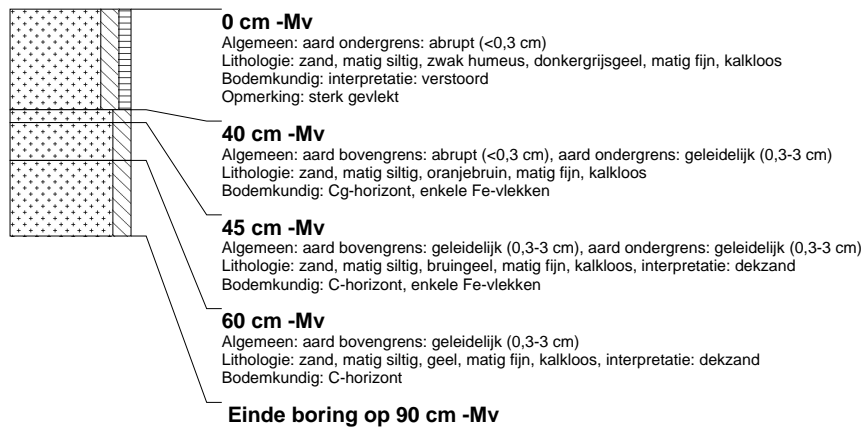 0 cm -Mv
Algemeen: aard ondergrens: abrupt (<0,3 cm)
Lithologie: zand, matig siltig, zwak humeus, donkergrijsgeel, matig fijn, kalkloos
Bodemkundig: interpretatie: verstoord
Opmerking: sterk gevlekt
40 cm -Mv
Algemeen: aard bovengrens: abrupt (<0,3 cm), aard ondergrens: geleidelijk (0,3-3 cm)
Lithologie: zand, matig siltig, oranjebruin, matig fijn, kalkloos
Bodemkundig: Cg-horizont, enkele Fe-vlekken
45 cm -Mv
Algemeen: aard bovengrens: geleidelijk (0,3-3 cm), aard ondergrens: geleidelijk (0,3-3 cm)
Lithologie: zand, matig siltig, bruingeel, matig fijn, kalkloos, interpretatie: dekzand
Bodemkundig: C-horizont, enkele Fe-vlekken
60 cm -Mv
Algemeen: aard bovengrens: geleidelijk (0,3-3 cm)
Lithologie: zand, matig siltig, geel, matig fijn, kalkloos, interpretatie: dekzand
Bodemkundig: C-horizont
Einde boring op 90 cm -Mv